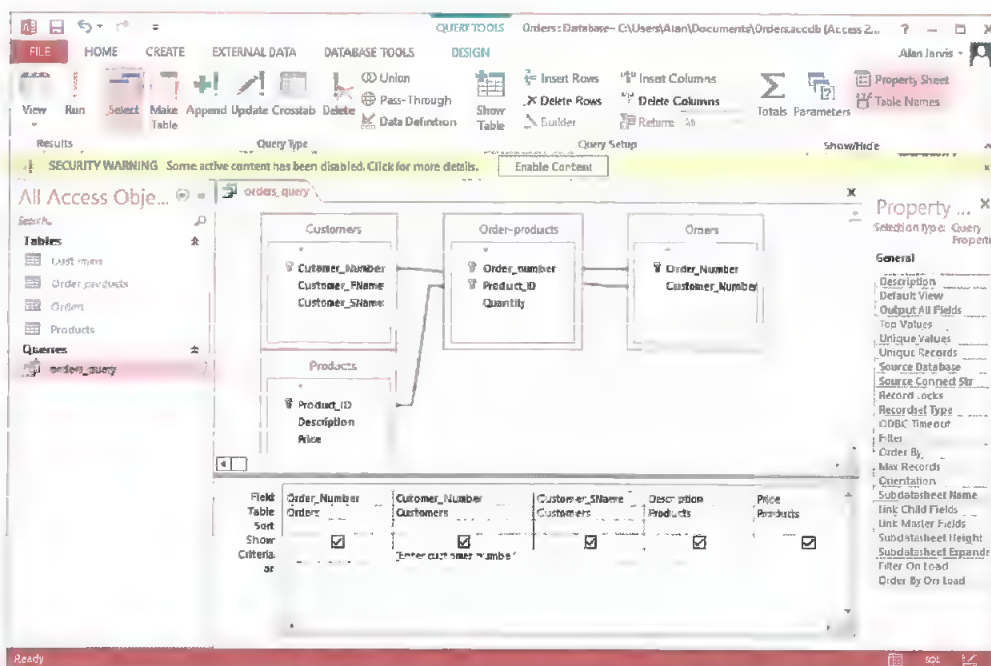 QUERY TOOLS Orders : Database- C:\Users\Alan\Documents\Orders.accdb (Access 2... ?
FILE HOME CREATE EXTERNAL DATA DATABASE TOOLS DESIGN Alan Jarvis
View Run Select Make Table Append Update Crosstab Delete
Union
Pass-Through
Data Definition
Show Table
Insert Rows
Delete Rows
Builder
Insert Columns
Delete Columns
Totals Parameters
Property Sheet
Table Names
Results Query Type Query Setup Show/Hide
SECURITY WARNING Some active content has been disabled. Click for more details. Enable Content
All Access Obje...
Search..
Tables
Order products
Orders
Products
Queries
orders_query
orders_query
Customers
Cutomer_Number
Customer_FName
Customer_SName
Order-products
Order_number
Product_ID
Quantity
Orders
Order_Number
Customer_Number
Products
Product_ID
Description
Price
Field Order_Number Cutomer_Number Customer_SName Description Price
Table Orders Customers Customers Products Products
Sort
Show
Criteria
or
Property ...
Selection type: Query
Properti
General
Description
Default View
Output All Fields
Top Values
Unique Values
Unique Records
Source Database
Source Connect Str
Record Locks
Recordset Type
ODBC Timeout
Filter
Order By
Max Records
Orientation
Subdatasheet Name
Link Child Fields
Link Master Fields
Subdatasheet Height
Subdatasheet Expandr
Filter On Load
Order By On Load
Ready SQL